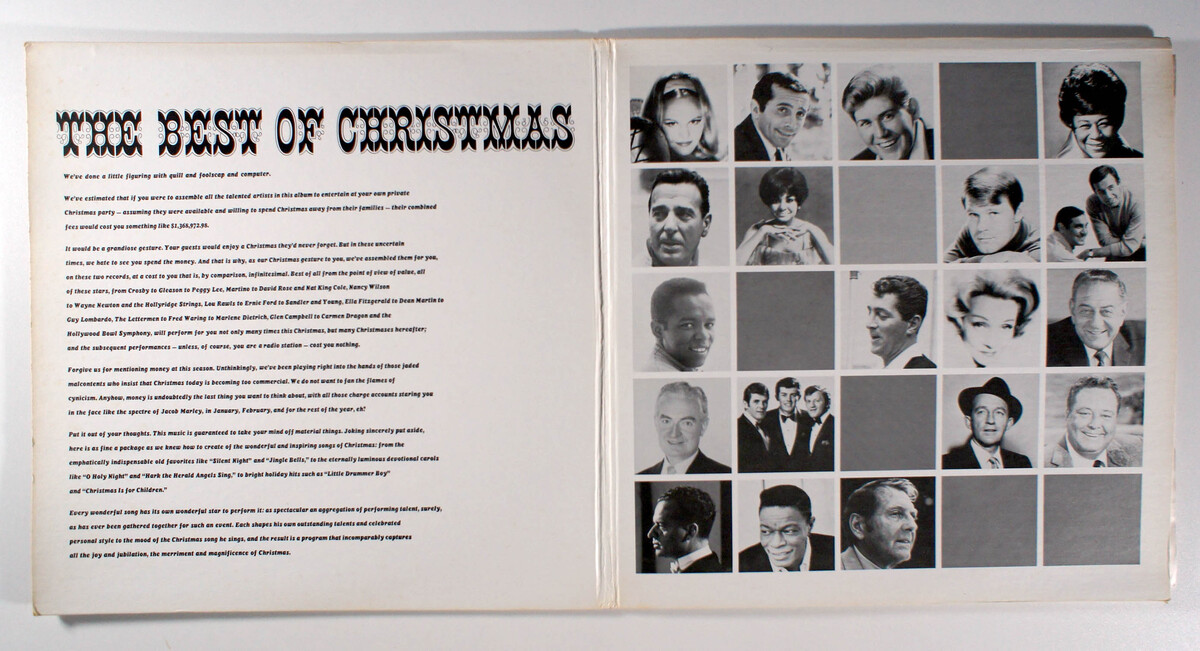 THE BEST OF CHRISTMAS
We've done a little figuring with quill and foolscap and computer.
We've estimated that if you were to assemble all the talented artists in this album to entertain at your own private
Christmas party — assuming they were available and willing to spend Christmas away from their families — their combined
fees would cost you something like $1,368,972.96.
It would be a grandiose gesture. Your guests would enjoy a Christmas they'd never forget. But in these uncertain
times, we hate to see you spend the money. And that is why, as our Christmas gesture to you, we've assembled them for you,
on these two records, at a cost to you that is, by comparison, infinitesimal. Best of all from the point of view of value, all
of these stars, from Crosby to Gleason to Peggy Lee, Martino to David Rose and Nat King Cole, Nancy Wilson
to Wayne Newton and the Hollyridge Strings, Lou Rawls to Ernie Ford to Sandler and Young, Ella Fitzgerald to Dean Martin to
Guy Lombardo, The Lettermen to Fred Waring to Marlene Dietrich, Glen Campbell to Carmen Dragon and the
Hollywood Bowl Symphony, will perform for you not only many times this Christmas, but many Christmases hereafter;
and the subsequent performances — unless, of course, you are a radio station — cost you nothing.
Forgive us for mentioning money at this season. Unthinkingly, we've been playing right into the hands of those jaded
malcontents who insist that Christmas today is becoming too commercial. We do not want to fan the flames of
cynicism. Anyhow, money is undoubtedly the last thing you want to think about, with all those charge accounts staring you
in the face like the spectre of Jacob Marley, in January, February, and for the rest of the year, eh?
Put it out of your thoughts. This music is guaranteed to take your mind off material things. Joking sincerely put aside,
here is as fine a package as we knew how to create of the wonderful and inspiring songs of Christmas: from the
emphatically indispensable old favorites like "Silent Night" and "Jingle Bells," to the eternally luminous devotional carols
like "O Holy Night" and "Hark the Herald Angels Sing," to bright holiday hits such as "Little Drummer Boy"
and "Christmas Is for Children."
Every wonderful song has its own wonderful star to perform it: as spectacular an aggregation of performing talent, surely,
as has ever been gathered together for such an event. Each shapes his own outstanding talents and celebrated
personal style to the mood of the Christmas song he sings, and the result is a program that incomparably captures
all the joy and jubilation, the merriment and magnificence of Christmas.